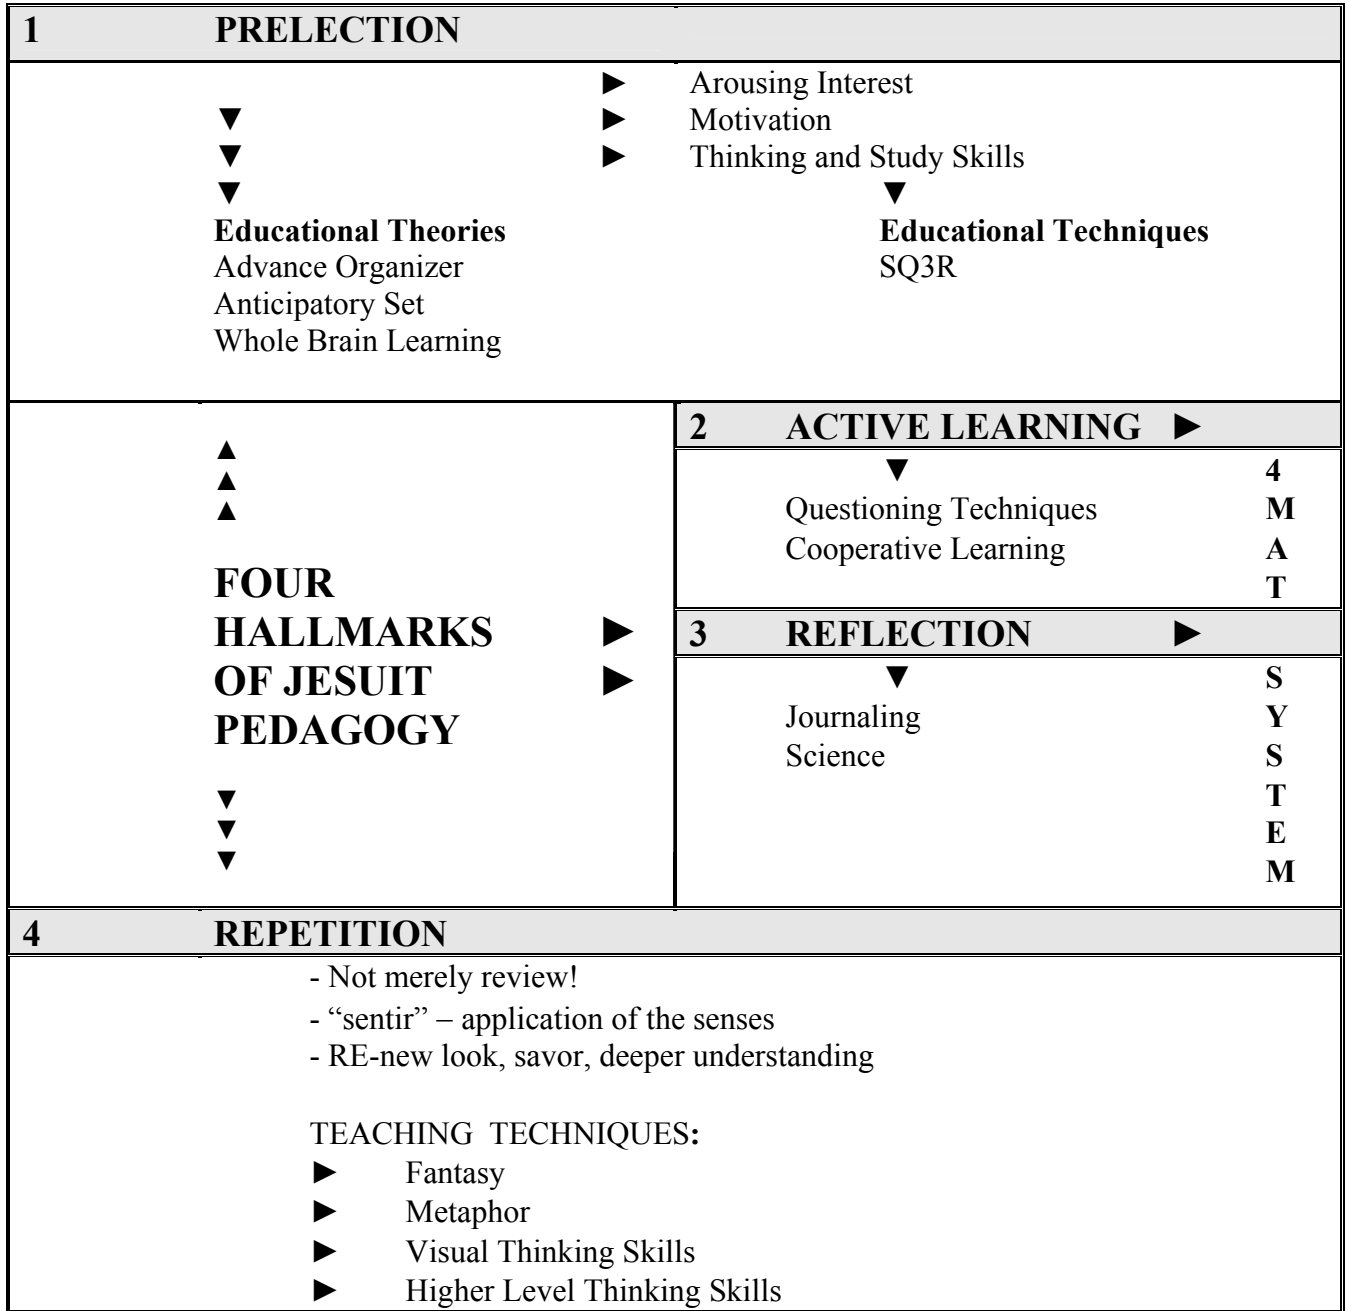 1 PRELECTION
► Arousing Interest
▼ ► Motivation
▼ ► Thinking and Study Skills
▼ ▼
Educational Theories Educational Techniques
Advance Organizer SQ3R
Anticipatory Set
Whole Brain Learning
▲
▲
▲
FOUR
HALLMARKS ►
OF JESUIT ►
PEDAGOGY
▼
▼
▼
2 ACTIVE LEARNING ►
▼ 4
Questioning Techniques M
Cooperative Learning A
T
3 REFLECTION ►
▼ S
Journaling Y
Science S
T
E
M
4 REPETITION
- Not merely review!
- “sentir” – application of the senses
- RE-new look, savor, deeper understanding
TEACHING TECHNIQUES:
► Fantasy
► Metaphor
► Visual Thinking Skills
► Higher Level Thinking Skills